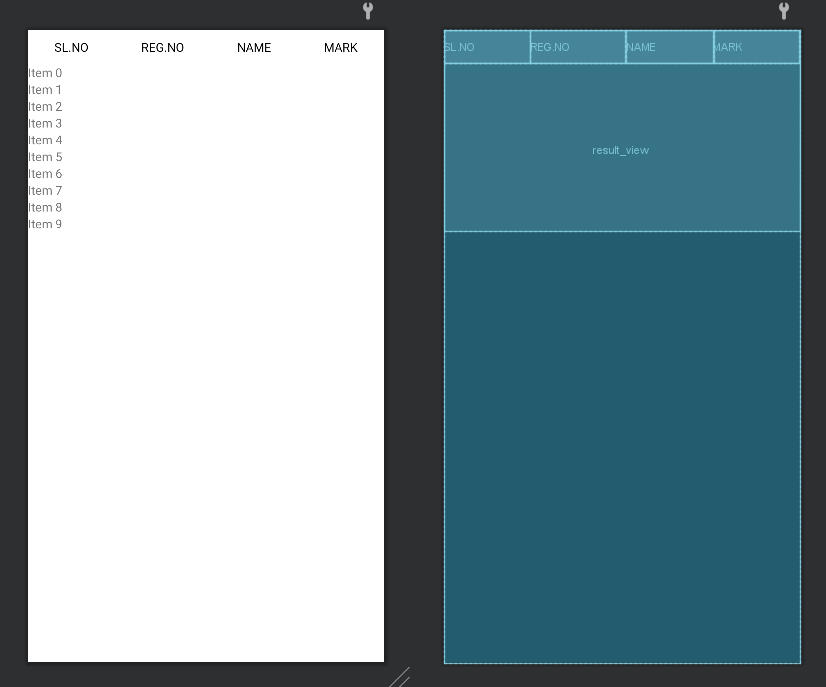 SL.NO REG.NO NAME MARK
Item 0
Item 1
Item 2
Item 3
Item 4
Item 5
Item 6
Item 7
Item 8
Item 9
SL.NO REG.NO NAME MARK
result_view